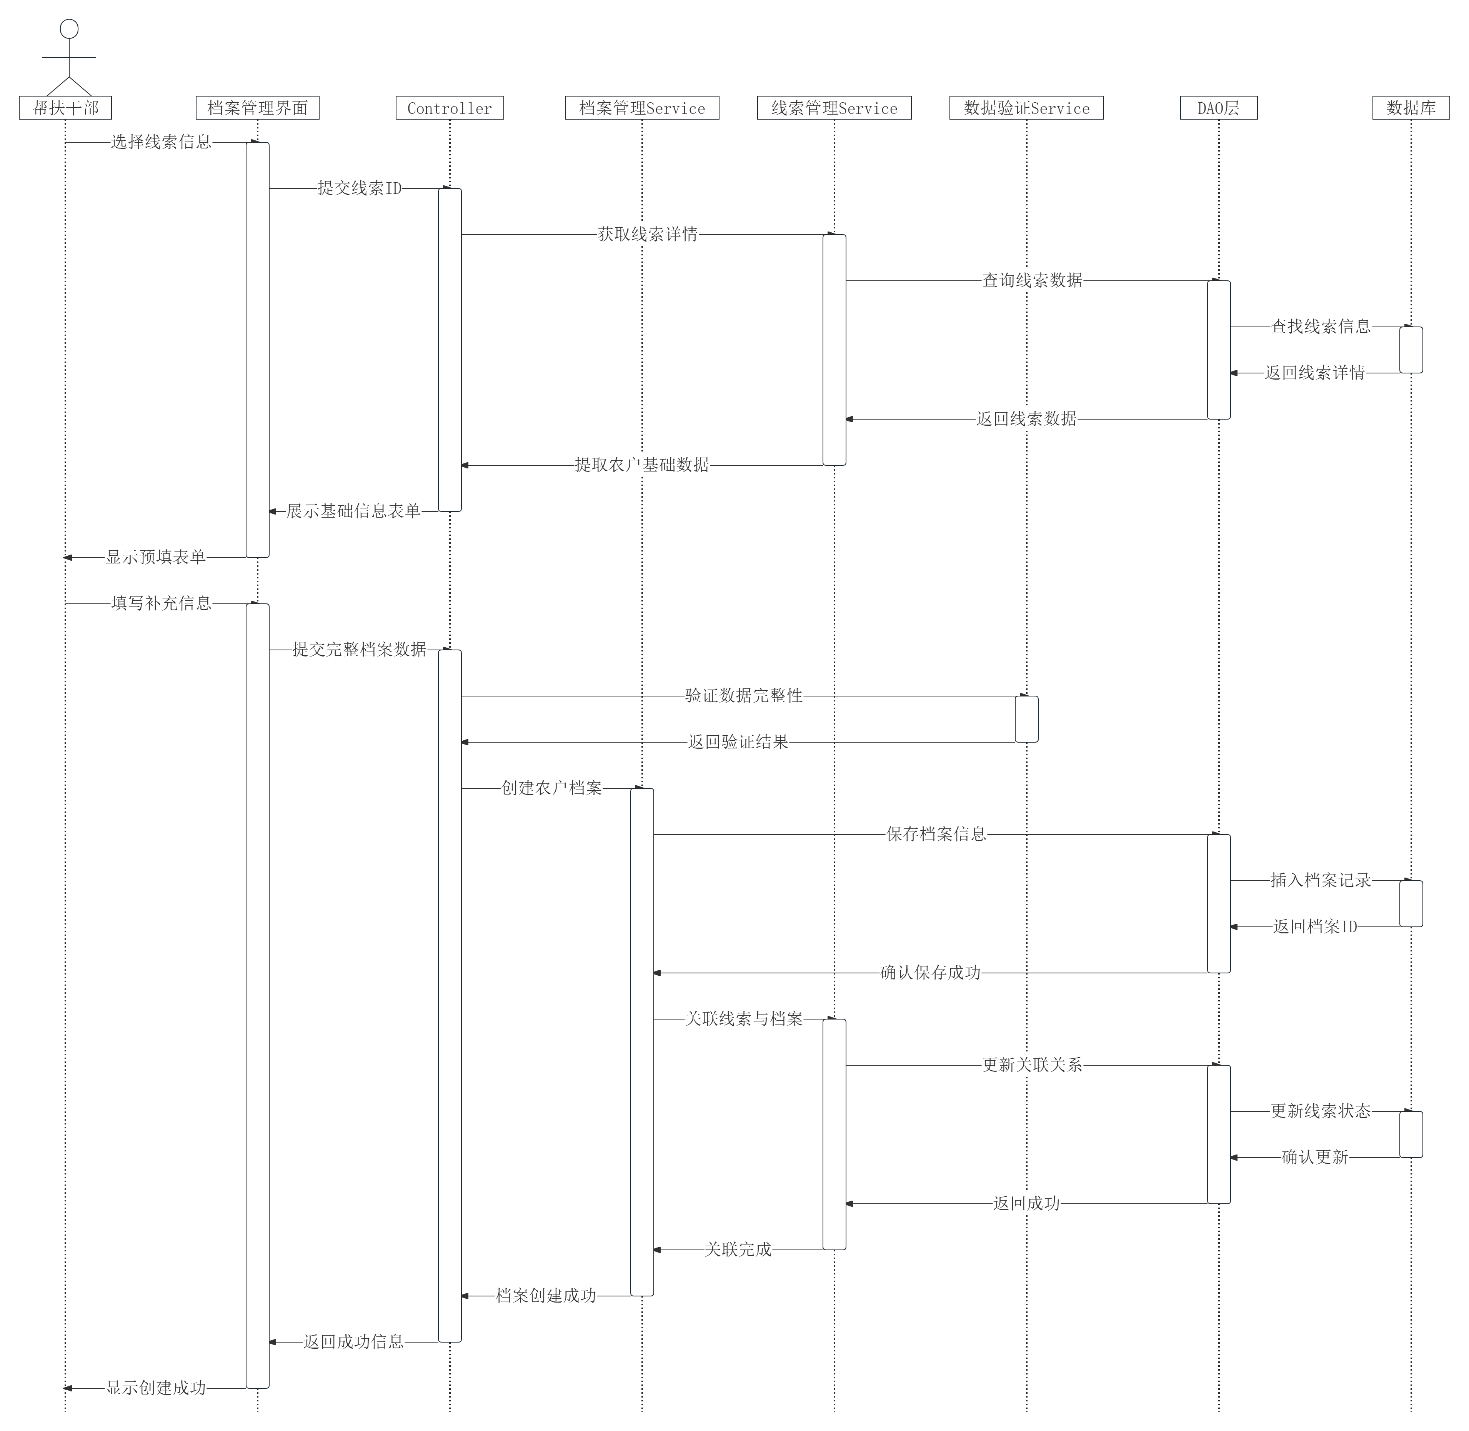 帮扶干部
档案管理界面
Controller
档案管理Service
线索管理Service
数据验证Service
DAO层
数据库
选择线索信息
提交线索ID
获取线索详情
查询线索数据
查找线索信息
返回线索详情
返回线索数据
提取农户基础数据
展示基础信息表单
显示预填表单
填写补充信息
提交完整档案数据
验证数据完整性
返回验证结果
创建农户档案
保存档案信息
插入档案记录
返回档案ID
确认保存成功
关联线索与档案
更新关联关系
更新线索状态
确认更新
返回成功
关联完成
档案创建成功
返回成功信息
显示创建成功